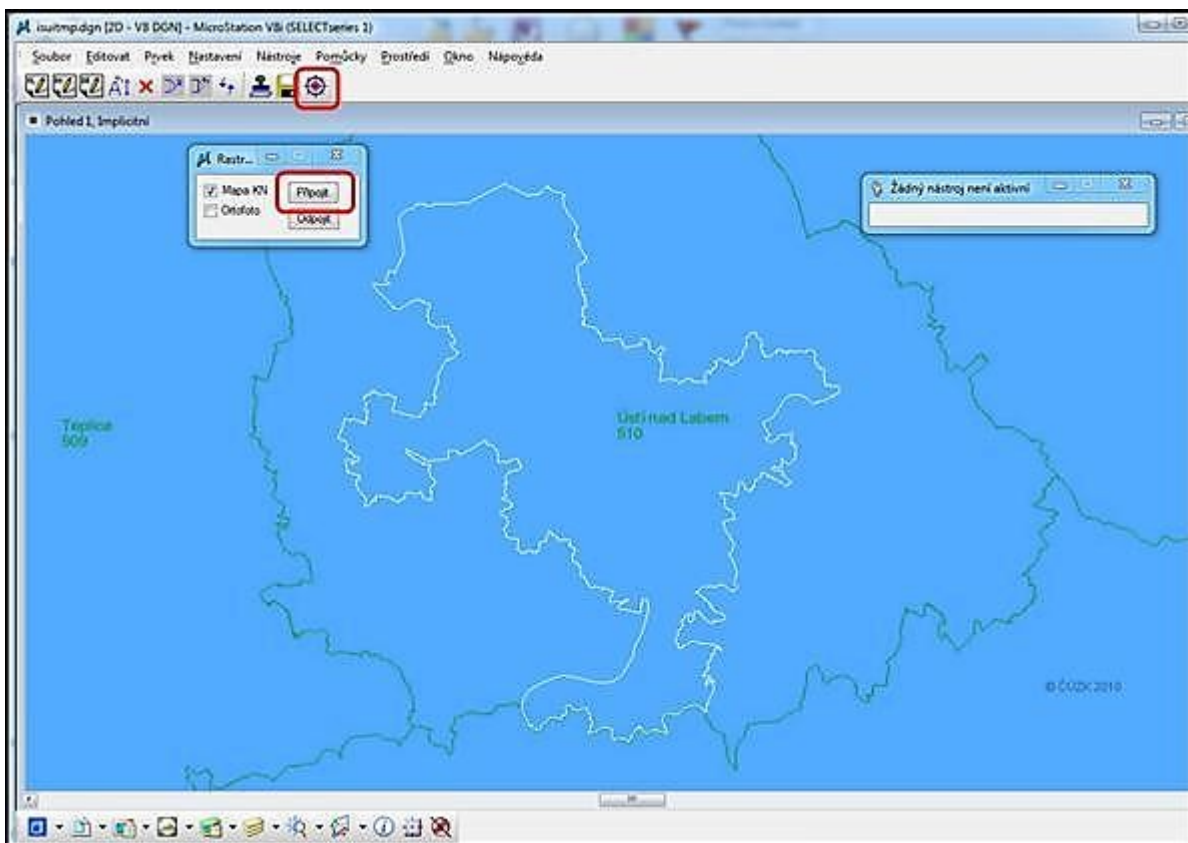 isuitmp.dgn [2D - V8 DGN] - MicroStation V8i (SELECTseries 1)
Soubor Editovat Prvek Nastavení Nástroje Pomůcky Prostředí Okno Nápověda
Pohled 1, Implicitní
Rastr...
Mapa KN
Připojit
Ortofoto
Odpojit
Žádný nástroj není aktivní
Teplice
509
Ústí nad Labem
510
© ČÚZK 2010